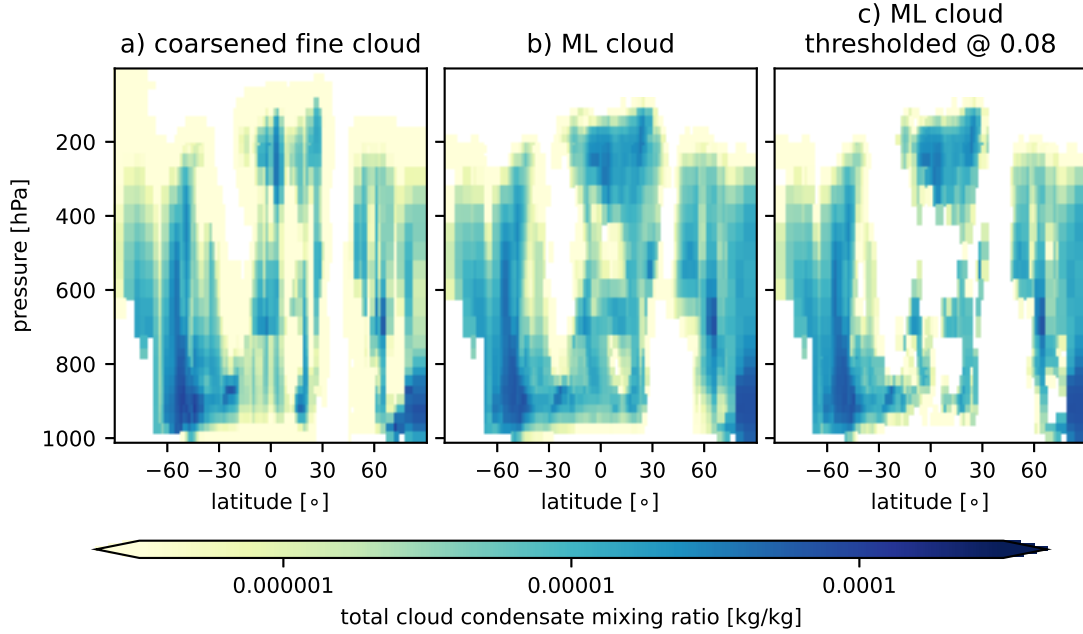 a) coarsened fine cloud
b) ML cloud
c) ML cloud
thresholded @ 0.08
pressure [hPa]
200
400
600
800
1000
−60 −30 0 30 60
−60 −30 0 30 60
−60 −30 0 30 60
latitude [∘]
latitude [∘]
latitude [∘]
0.000001 0.00001 0.0001
total cloud condensate mixing ratio [kg/kg]